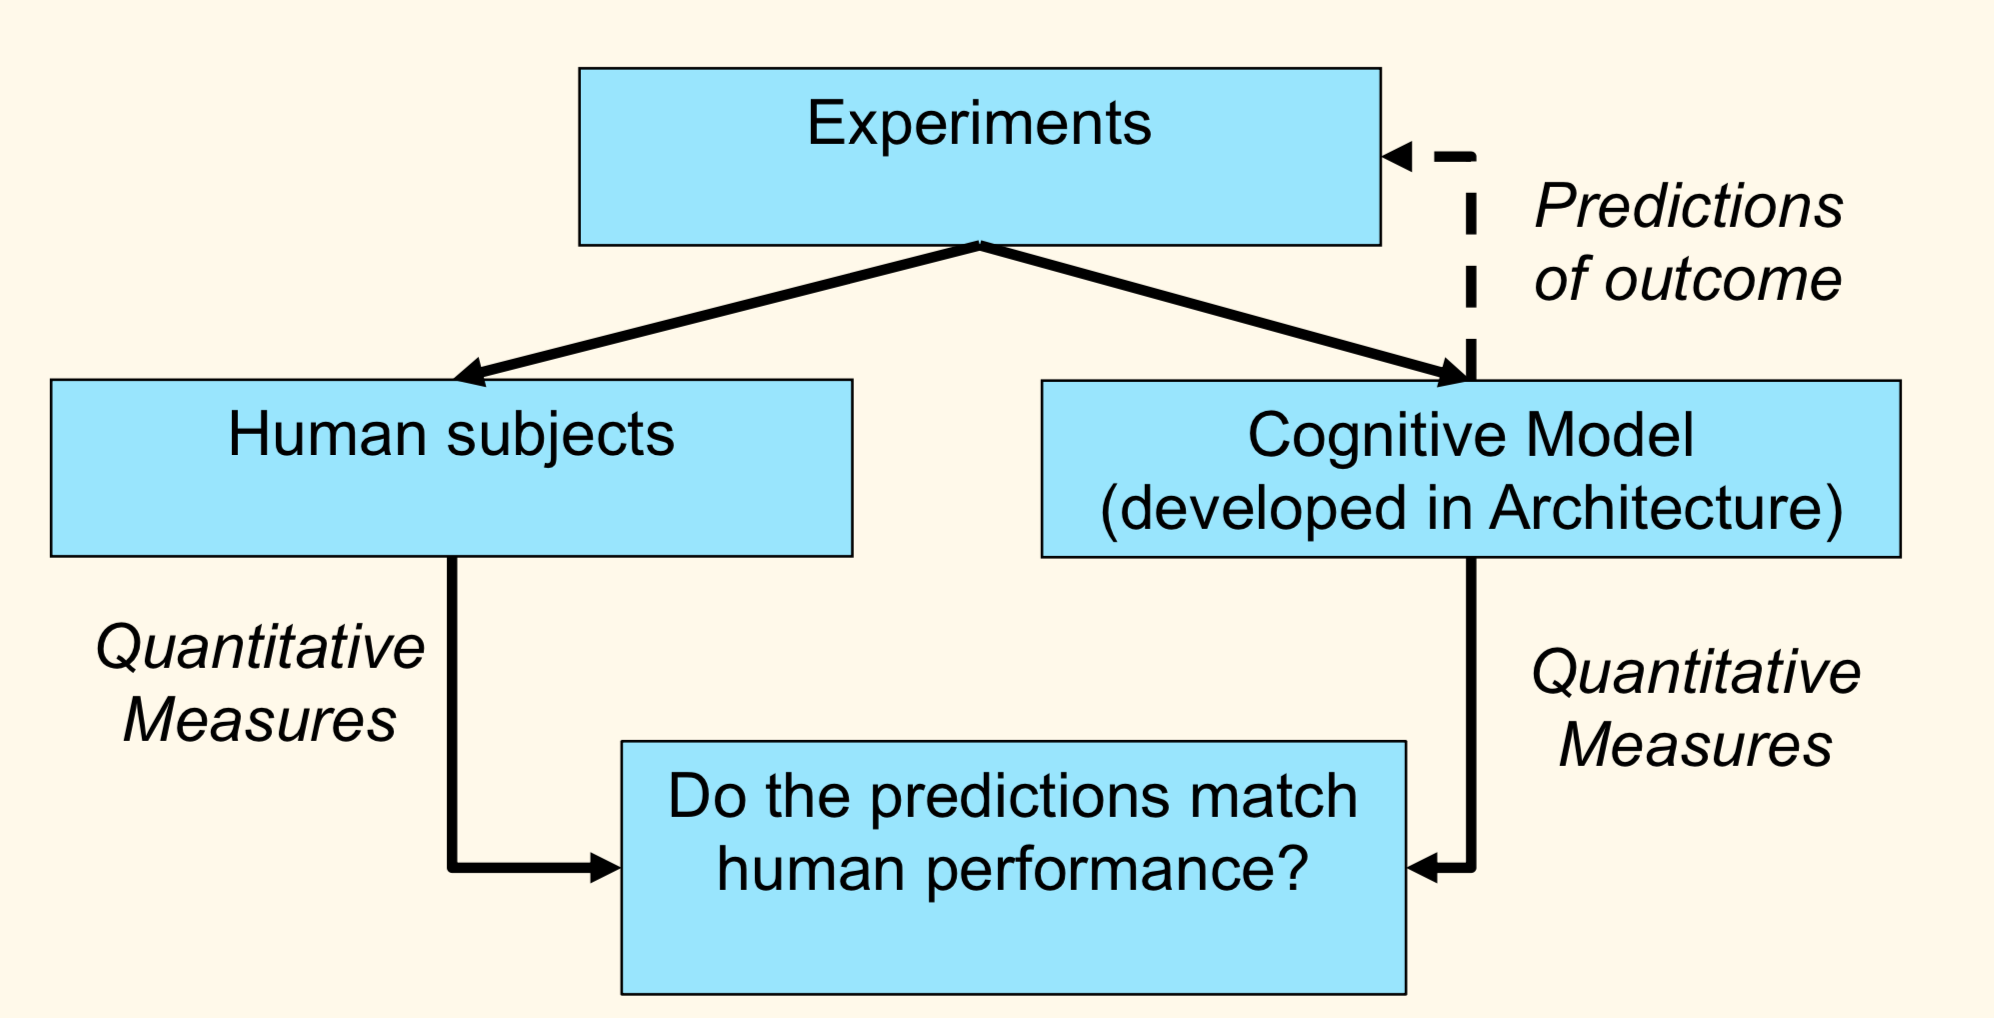 Experiments
Predictions
of outcome
Human subjects
Cognitive Model
(developed in Architecture)
Quantitative
Measures
Quantitative
Measures
Do the predictions match
human performance?